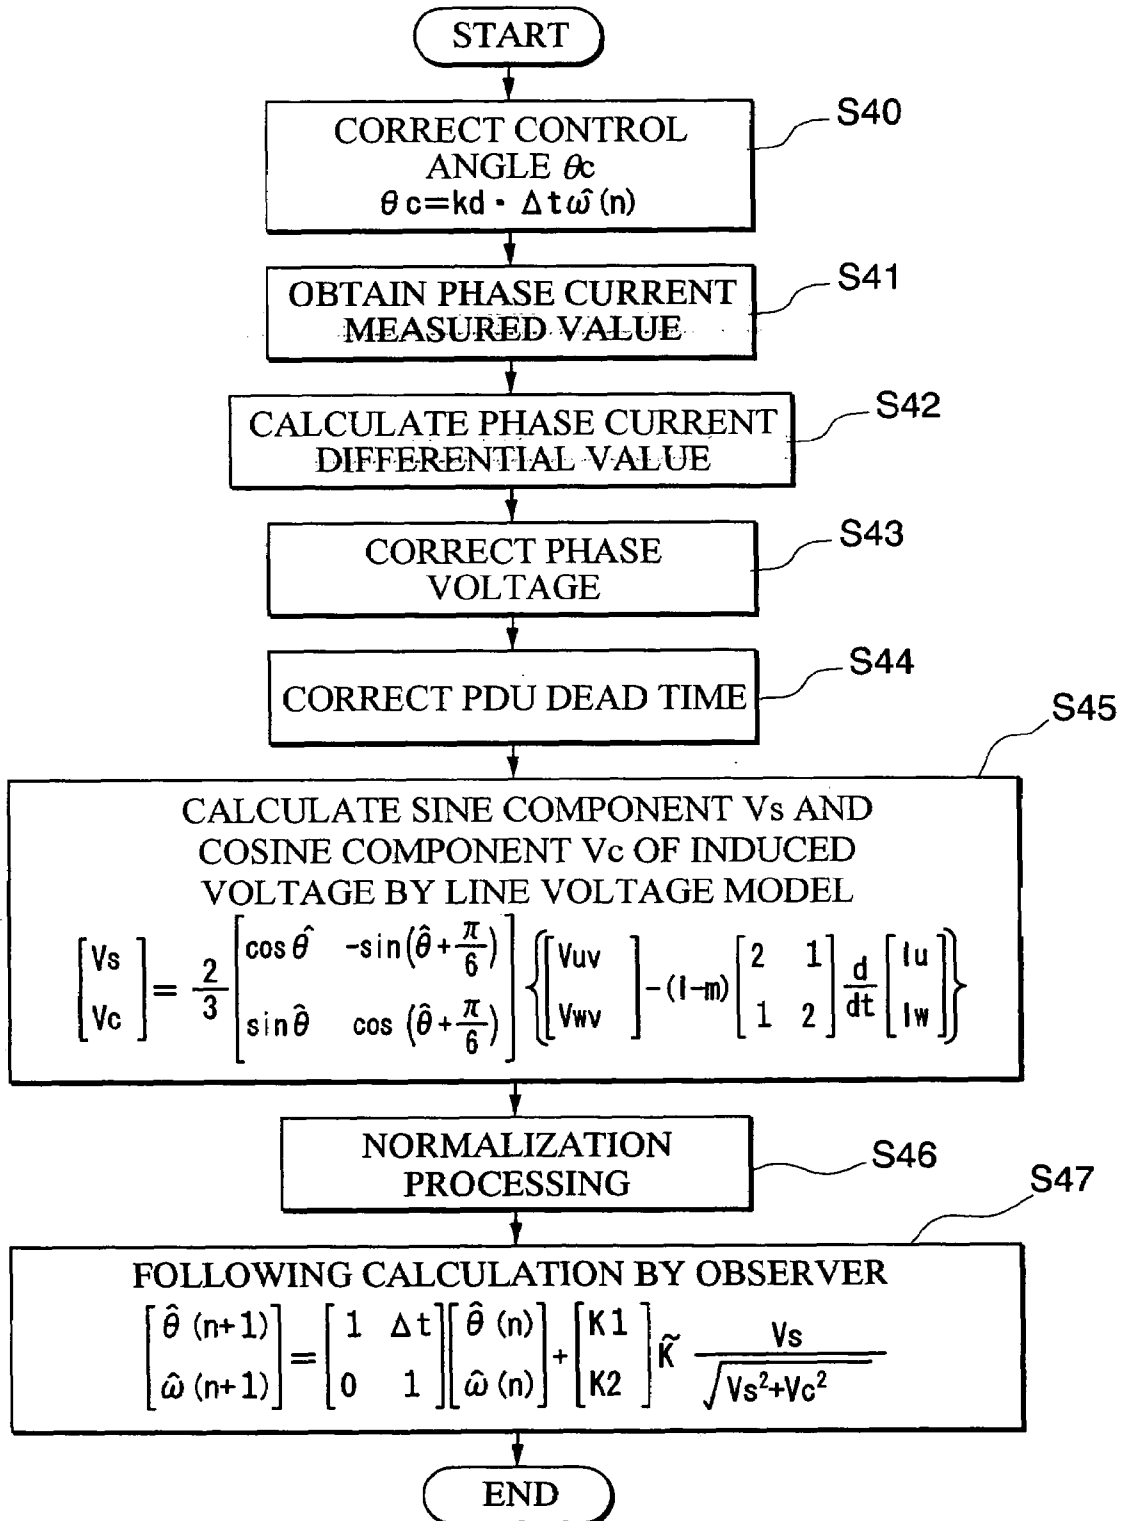 START
S40
CORRECT CONTROL
ANGLE θc
θc=kd・Δtω̂(n)
S41
OBTAIN PHASE CURRENT
MEASURED VALUE
S42
CALCULATE PHASE CURRENT
DIFFERENTIAL VALUE
S43
CORRECT PHASE
VOLTAGE
S44
CORRECT PDU DEAD TIME
S45
CALCULATE SINE COMPONENT Vs AND
COSINE COMPONENT Vc OF INDUCED
VOLTAGE BY LINE VOLTAGE MODEL
[Vs Vc] = 2/3 [cos θ̂ -sin(θ̂+π/6) sinθ̂ cos (θ̂+π/6)] {[Vuv Vwv] -(l-m) [2 1 1 2] d/dt [Iu Iw]}
S46
NORMALIZATION
PROCESSING
S47
FOLLOWING CALCULATION BY OBSERVER
[θ̂ (n+1) ω̂ (n+1)] = [1 Δt 0 1] [θ̂ (n) ω̂ (n)] + [K1 K2] K̃ Vs/√Vs²+Vc²
END